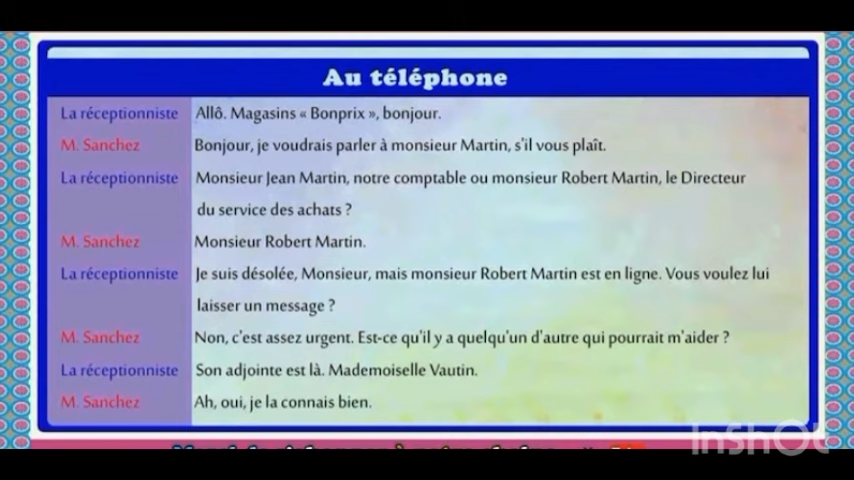 Au téléphone
La réceptionniste Allô. Magasins « Bonprix », bonjour.
M. Sanchez Bonjour, je voudrais parler à monsieur Martin, s'il vous plaît.
La réceptionniste Monsieur Jean Martin, notre comptable ou monsieur Robert Martin, le Directeur
du service des achats ?
M. Sanchez Monsieur Robert Martin.
La réceptionniste Je suis désolée, Monsieur, mais monsieur Robert Martin est en ligne. Vous voulez lui
laisser un message ?
M. Sanchez Non, c'est assez urgent. Est-ce qu'il y a quelqu'un d'autre qui pourrait m'aider ?
La réceptionniste Son adjointe est là. Mademoiselle Vautin.
M. Sanchez Ah, oui, je la connais bien.
InShOt